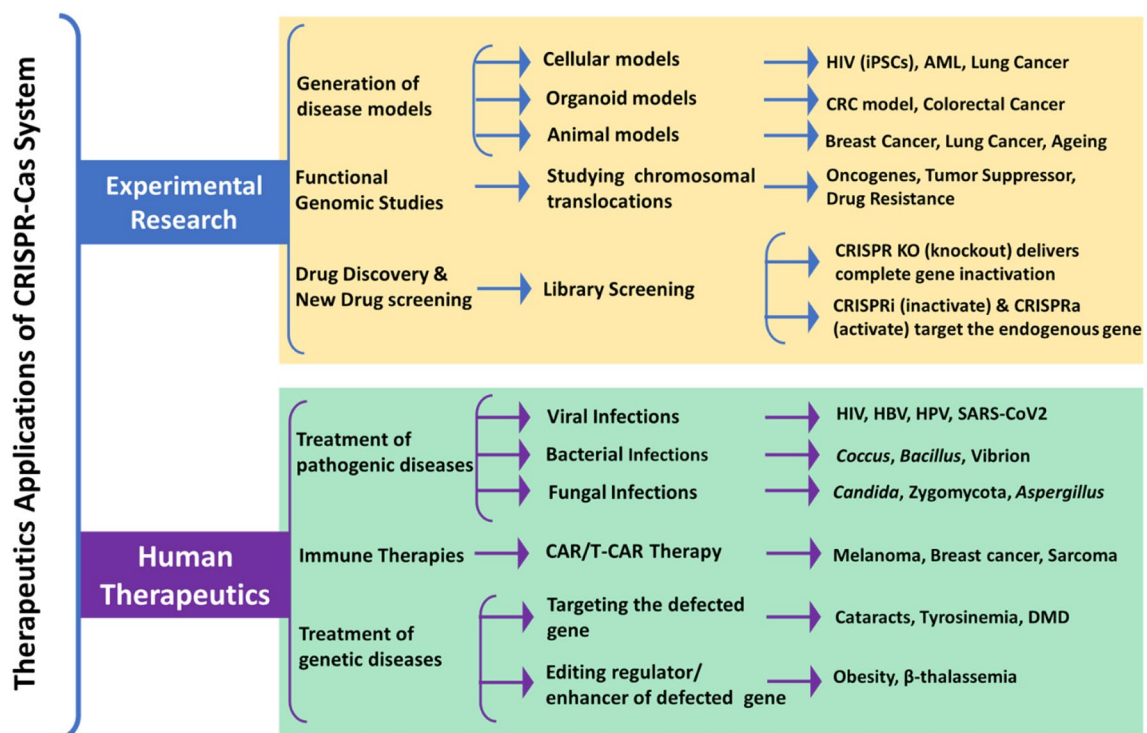 Therapeutics Applications of CRISPR-Cas System
Experimental
Research
Generation of
disease models
Cellular models
HIV (iPSCs), AML, Lung Cancer
Organoid models
CRC model, Colorectal Cancer
Animal models
Breast Cancer, Lung Cancer, Ageing
Functional
Genomic Studies
Studying chromosomal
translocations
Oncogenes, Tumor Suppressor,
Drug Resistance
Drug Discovery &
New Drug screening
Library Screening
CRISPR KO (knockout) delivers
complete gene inactivation
CRISPRi (inactivate) & CRISPRa
(activate) target the endogenous gene
Human
Therapeutics
Treatment of
pathogenic diseases
Viral Infections
HIV, HBV, HPV, SARS-CoV2
Bacterial Infections
Coccus, Bacillus, Vibrion
Fungal Infections
Candida, Zygomycota, Aspergillus
Immune Therapies
CAR/T-CAR Therapy
Melanoma, Breast cancer, Sarcoma
Treatment of
genetic diseases
Targeting the defected
gene
Cataracts, Tyrosinemia, DMD
Editing regulator/
enhancer of defected gene
Obesity, β-thalassemia